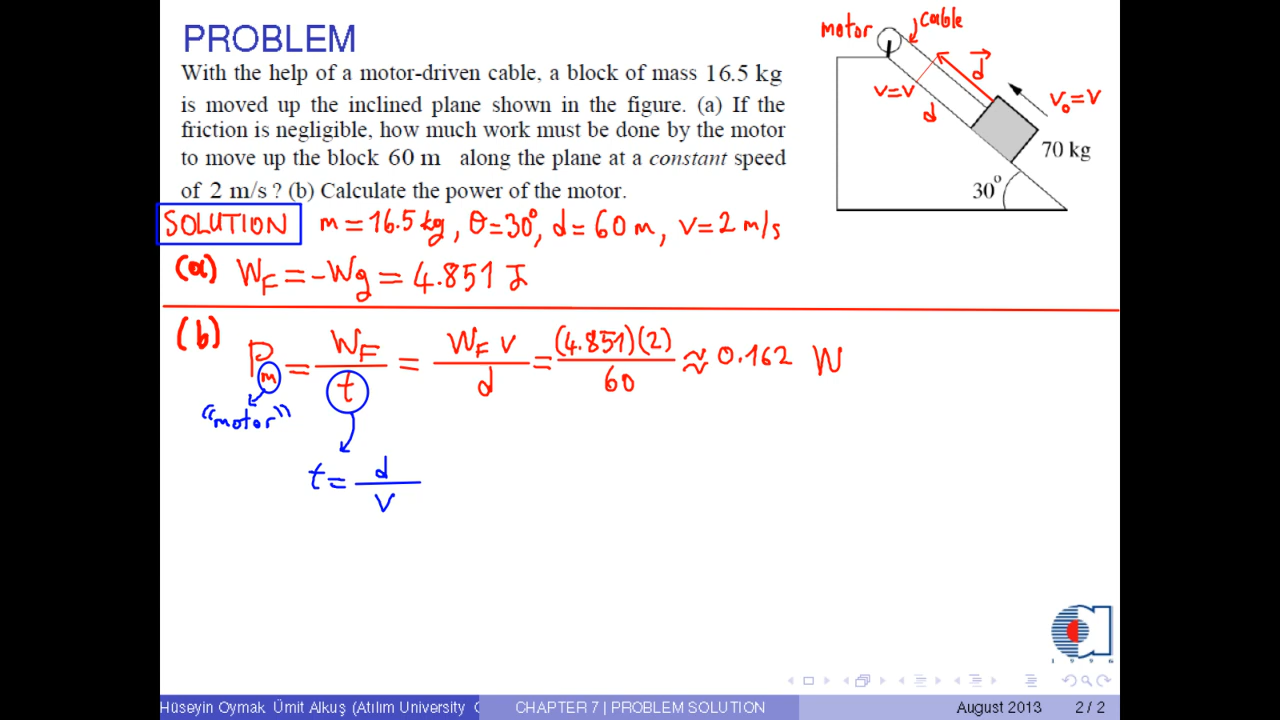 PROBLEM
With the help of a motor-driven cable, a block of mass 16.5 kg
is moved up the inclined plane shown in the figure. (a) If the
friction is negligible, how much work must be done by the motor
to move up the block 60 m along the plane at a constant speed
of 2 m/s ? (b) Calculate the power of the motor.
motor
cable
d
v=v
d
v₀=v
70 kg
30°
SOLUTION m = 16.5 kg, θ=30°, d = 60 m, v=2 m/s
(a) W_F = -W_g = 4.851 J
(b) P_m = W_F / t = W_F v / d = (4.851)(2) / 60 ≈ 0.162 W
"motor"
t = d / v
1 9 9 6
Hüseyin Oymak, Ümit Alkuş (Atılım University CHAPTER 7 | PROBLEM SOLUTION August 2013 2 / 2